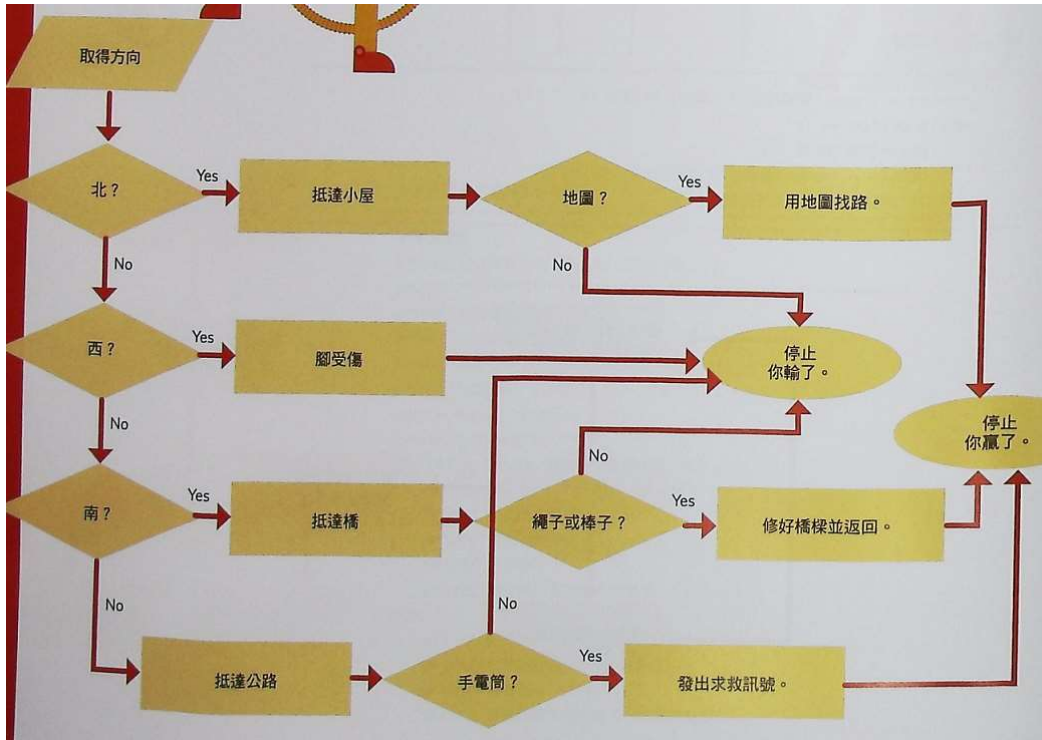 取得方向
北？
Yes
抵達小屋
地圖？
Yes
用地圖找路。
No
No
西？
Yes
腳受傷
停止
你輸了。
No
停止
你贏了。
No
南？
Yes
抵達橋
繩子或棒子？
Yes
修好橋樑並返回。
No
No
抵達公路
手電筒？
Yes
發出求救訊號。